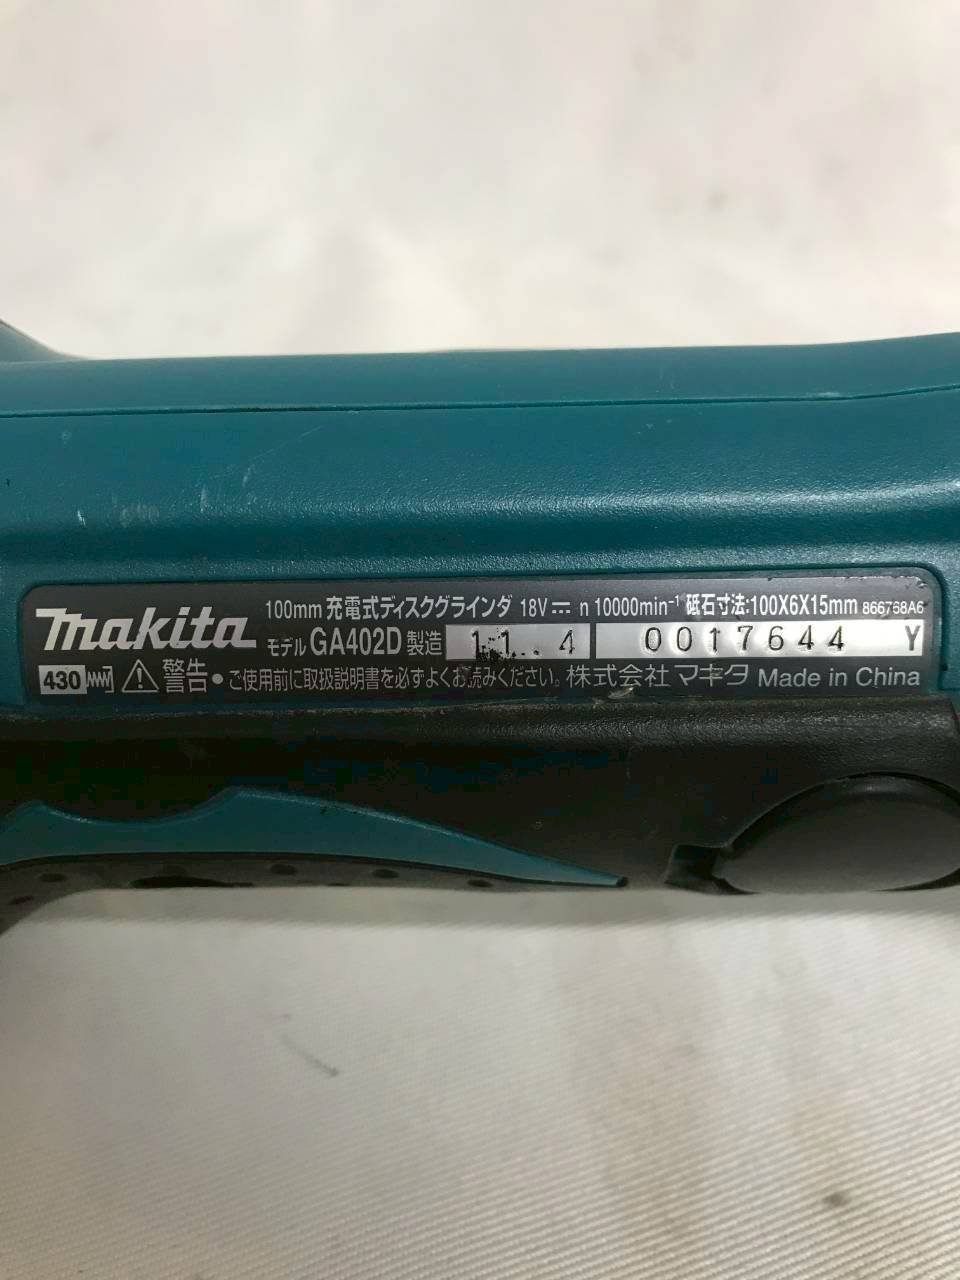 makita 100mm 充電式ディスクグラインダ 18V⎓ n 10000min⁻¹ 砥石寸法:100X6X15mm 866768A6
モデル GA402D 製造 11. 4 0017644 Y
430 警告 • ご使用前に取扱説明書を必ずよくお読みください。 株式会社 マキタ Made in China